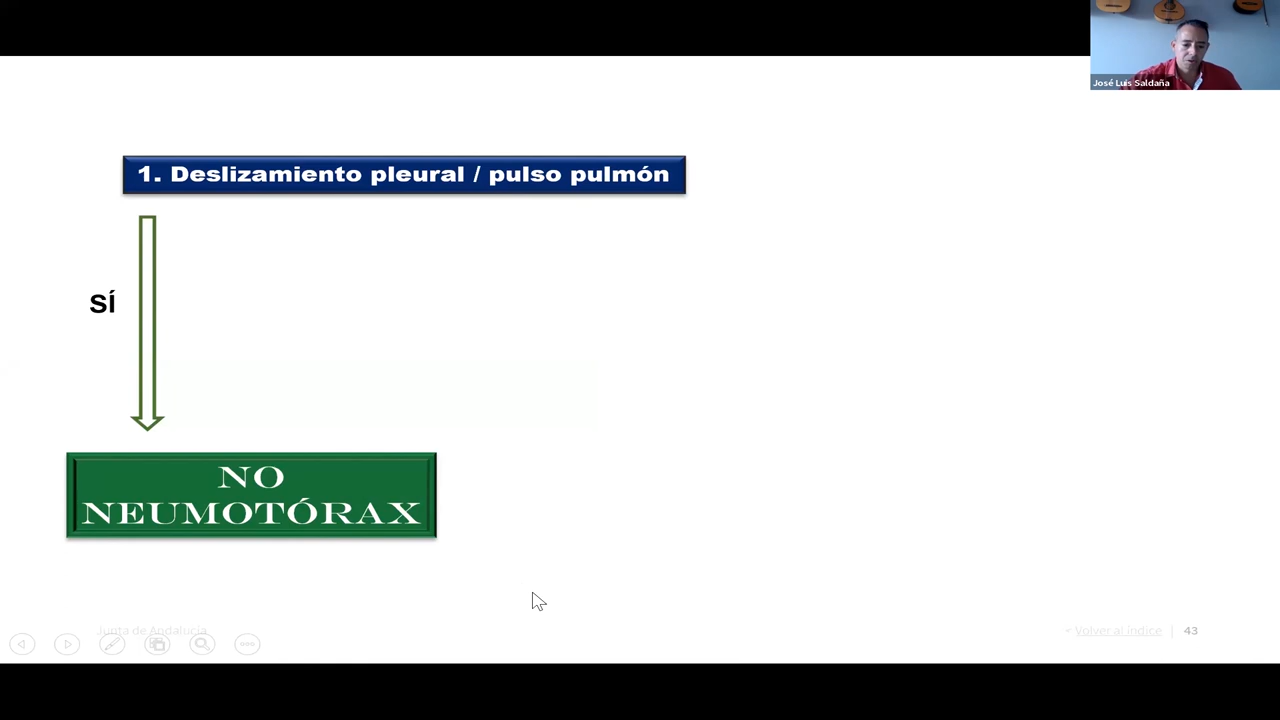 José Luis Saldaña
1. Deslizamiento pleural / pulso pulmón
SÍ
NO
NEUMOTÓRAX
Junta de Andalucía
Volver al índice | 43